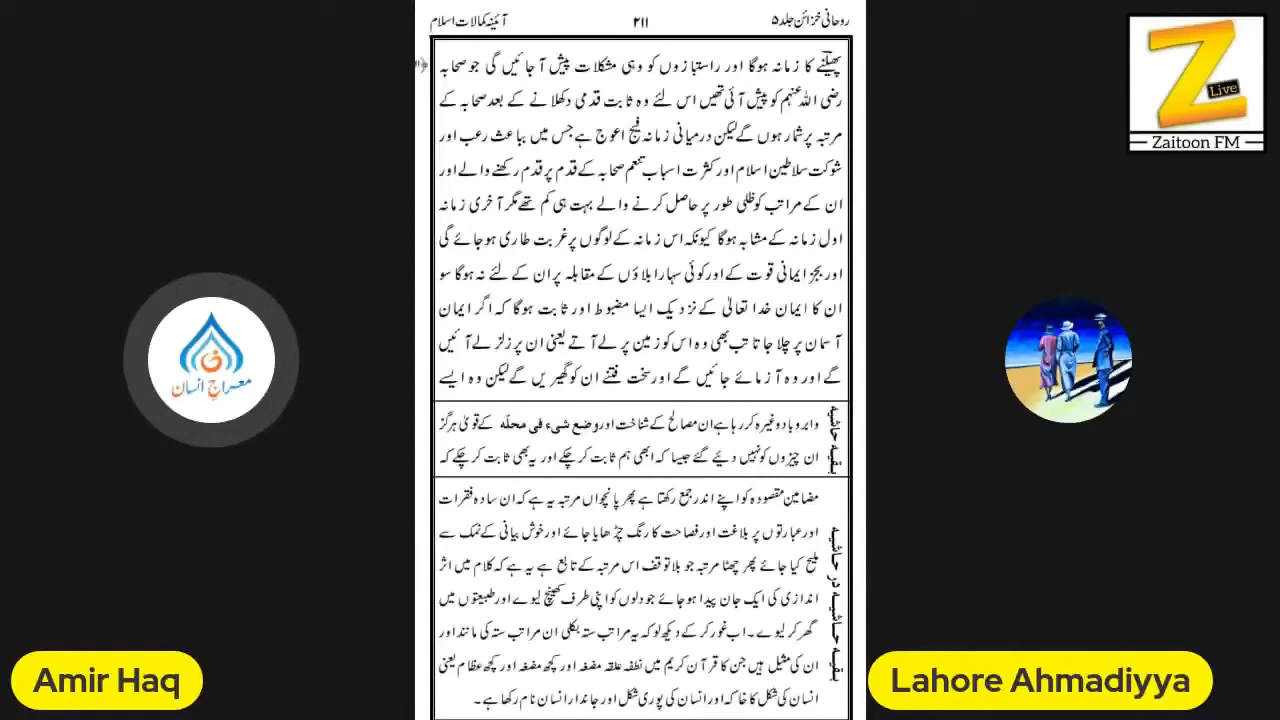 روحانی خزائن جلد ۵
۲۱۱
آئینہ کمالات اسلام
پھیلنے کا زمانہ ہوگا اور راستبازوں کو وہی مشکلات پیش آجائیں گی جو صحابہ
رضی اللہ عنہم کو پیش آئی تھیں اس لئے وہ ثابت قدمی دکھلانے کے بعد صحابہ کے
مرتبہ پر شمار ہوں گے لیکن درمیانی زمانہ فیج اعوج ہے جس میں بباعث رعب اور
شوکت سلاطین اسلام اور کثرت اسباب تنعم صحابہ کے قدم پر قدم رکھنے والے اور
ان کے مراتب کو ظلی طور پر حاصل کرنے والے بہت ہی کم تھے مگر آخری زمانہ
اول زمانہ کے مشابہ ہوگا کیونکہ اس زمانہ کے لوگوں پر غربت طاری ہو جائے گی
اور بجز ایمانی قوت کے اور کوئی سہارا بلاؤں کے مقابلہ پر ان کے لئے نہ ہوگا سو
ان کا ایمان خدا تعالیٰ کے نزدیک ایسا مضبوط اور ثابت ہوگا کہ اگر ایمان
آسمان پر چلا جاتا تب بھی وہ اس کو زمین پر لے آتے یعنی ان پر زلزلے آئیں
گے اور وہ آزمائے جائیں گے اور سخت فتنے ان کو گھیریں گے لیکن وہ ایسے
بقیہ حاشیہ
وابر و باد وغیرہ کر رہا ہے ان مصالح کے شناخت اور وضع شیء فی محلّہ کے قویٰ ہرگز
ان چیزوں کو نہیں دیئے گئے جیسا کہ ابھی ہم ثابت کر چکے اور یہ بھی ثابت کر چکے کہ
بقیہ حاشیہ در حاشیہ
مضامین مقصودہ کو اپنے اندر جمع رکھتا ہے پھر پانچواں مرتبہ یہ ہے کہ ان سادہ فقرات
اور عبارتوں پر بلاغت اور فصاحت کا رنگ چڑھایا جائے اور خوش بیانی کے نمک سے
ملیح کیا جائے پھر چھٹا مرتبہ جو بلا توقف اس مرتبہ کے تابع ہے یہ ہے کہ کلام میں اثر
اندازی کی ایک جان پیدا ہو جائے جو دلوں کو اپنی طرف کھینچ لیوے اور طبیعتوں میں
گھر کر لیوے۔ اب غور کر کے دیکھ لو کہ یہ مراتب ستہ بکلی ان مراتب ستہ کی مانند اور
ان کی مثیل ہیں جن کا قرآن کریم میں نطفہ علقہ مضغہ اور کچھ مضغہ اور کچھ عظام یعنی
انسان کی شکل کا خاکہ اور انسان کی پوری شکل اور جاندار انسان نام رکھا ہے۔
Z
Live
Zaitoon FM
معراج انسان
Amir Haq
Lahore Ahmadiyya